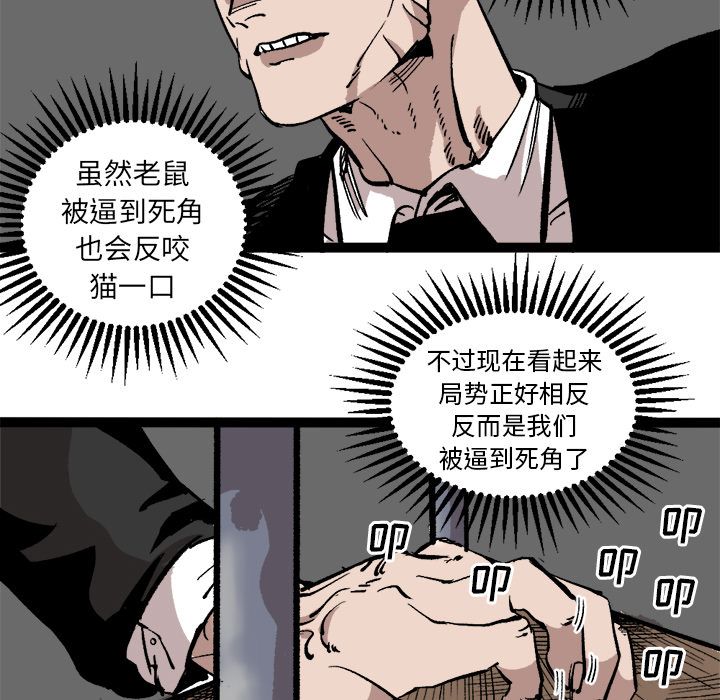 虽然老鼠
被逼到死角
也会反咬
猫一口
不过现在看起来
局势正好相反
反而是我们
被逼到死角了
叩
叩
叩
叩
叩
叩